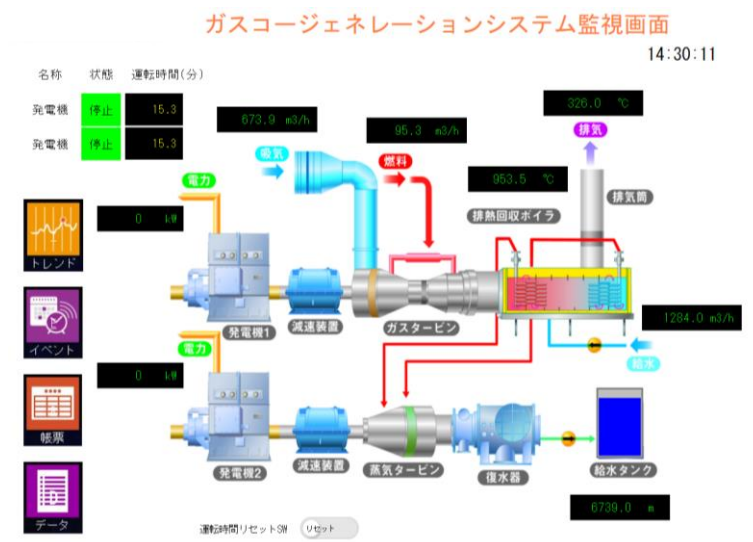 ガスコージェネレーションシステム監視画面
14:30:11
名称 状態 運転時間(分)
発電機 停止 15.3
発電機 停止 15.3
673.9 m3/h
95.3 m3/h
326.0 ℃
排気
吸気
燃料
953.5 ℃
電力
排気筒
排熱回収ボイラ
0 kW
トレンド
1284.0 m3/h
発電機1
減速装置
ガスタービン
給水
イベント
電力
0 kW
帳票
発電機2
減速装置
蒸気タービン
復水器
給水タンク
6739.0 m
データ
運転時間リセットSW リセット